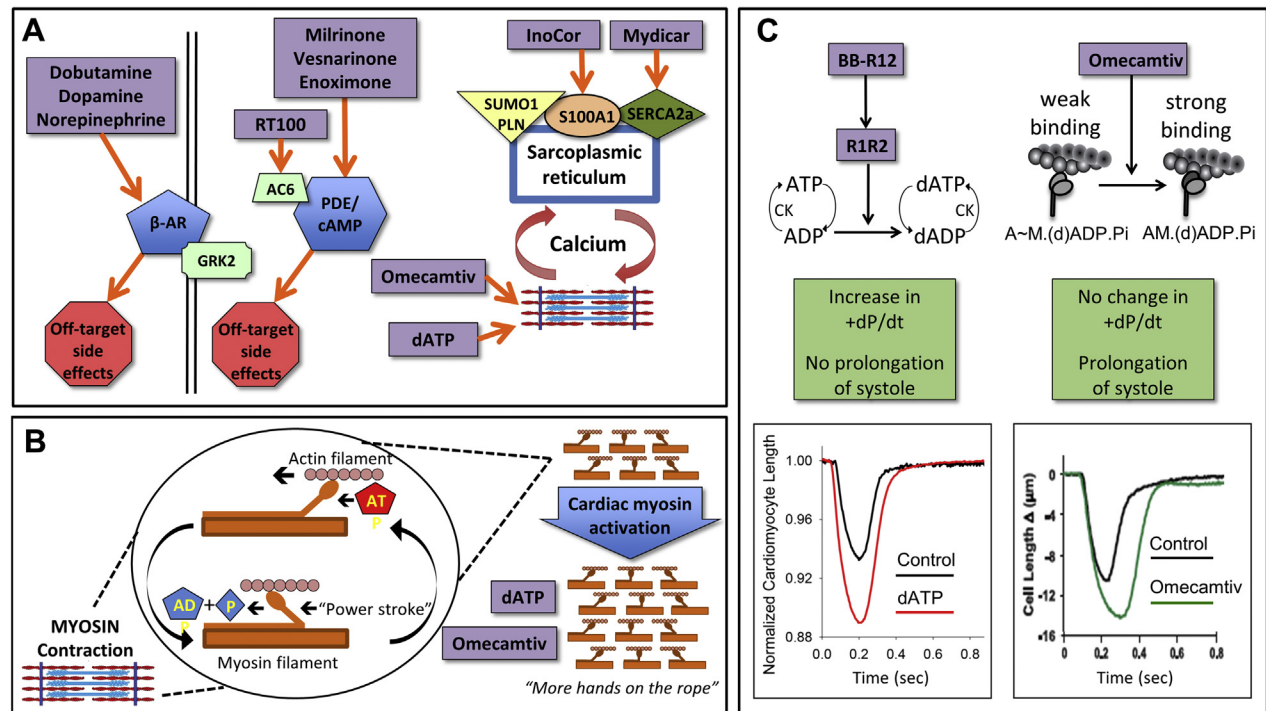 A
Dobutamine
Dopamine
Norepinephrine
Milrinone
Vesnarinone
Enoximone
RT100
AC6
β-AR
GRK2
PDE/
cAMP
Off-target
side
effects
Off-target
side
effects
InoCor
Mydicar
SUMO1
PLN
S100A1
SERCA2a
Sarcoplasmic
reticulum
Calcium
Omecamtiv
dATP
B
Actin filament
AT
P
AD
P
+
P
"Power stroke"
Myosin filament
MYOSIN
Contraction
Cardiac myosin
activation
dATP
Omecamtiv
"More hands on the rope"
C
BB-R12
R1R2
ATP
CK
ADP
dATP
CK
dADP
Omecamtiv
weak
binding
strong
binding
A~M.(d)ADP.Pi
AM.(d)ADP.Pi
Increase in
+dP/dt
No prolongation
of systole
No change in
+dP/dt
Prolongation
of systole
Normalized Cardiomyocyte Length
1.00
0.96
0.92
0.88
0.0 0.2 0.4 0.6 0.8
Time (sec)
Control
dATP
Cell Length Δ (µm)
0
-4
-8
-12
-16
0 0.2 0.4 0.6 0.8
Time (sec)
Control
Omecamtiv